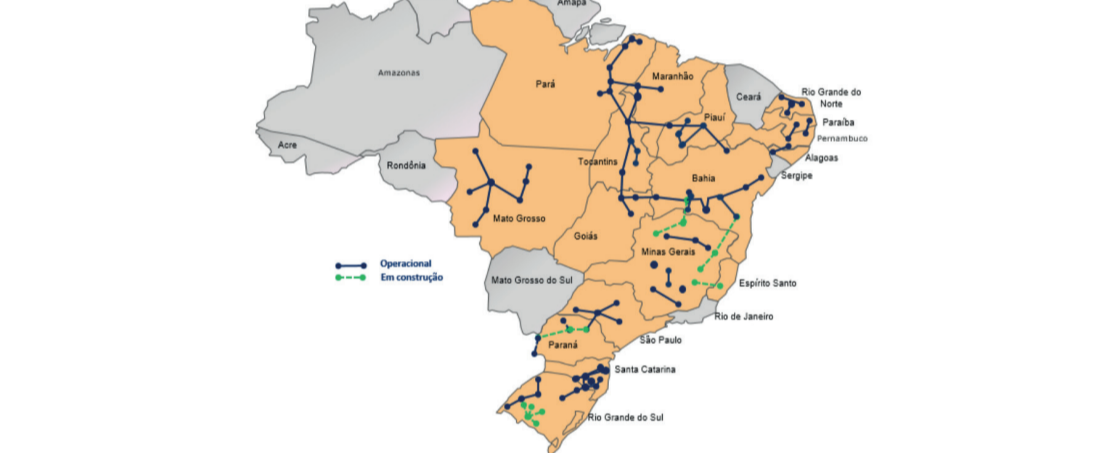 Amapá
Amazonas
Pará
Maranhão
Ceará
Rio Grande do
Norte
Piauí
Paraíba
Pernambuco
Acre
Rondônia
Tocantins
Alagoas
Sergipe
Bahia
Mato Grosso
Goiás
Minas Gerais
Operacional
Em construção
Mato Grosso do Sul
Espírito Santo
Rio de Janeiro
São Paulo
Paraná
Santa Catarina
Rio Grande do Sul